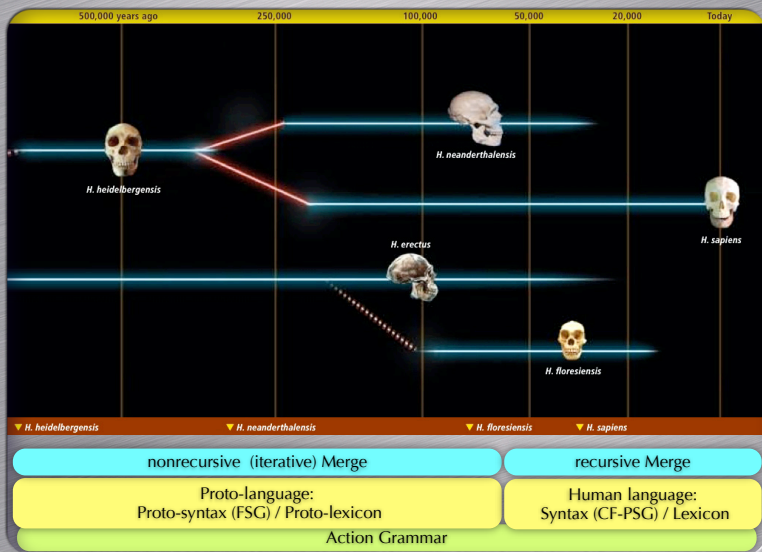 500,000 years ago 250,000 100,000 50,000 20,000 Today
H. neanderthalensis
H. heidelbergensis
H. sapiens
H. erectus
H. floresiensis
▼ H. heidelbergensis ▼ H. neanderthalensis ▼ H. floresiensis ▼ H. sapiens
nonrecursive (iterative) Merge
recursive Merge
Proto-language:
Proto-syntax (FSG) / Proto-lexicon
Human language:
Syntax (CF-PSG) / Lexicon
Action Grammar